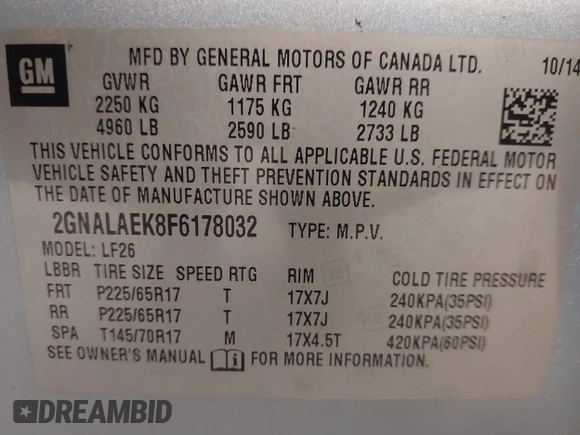 GM
MFD BY GENERAL MOTORS OF CANADA LTD. 10/14
GVWR GAWR FRT GAWR RR
2250 KG 1175 KG 1240 KG
4960 LB 2590 LB 2733 LB
THIS VEHICLE CONFORMS TO ALL APPLICABLE U.S. FEDERAL MOTOR
VEHICLE SAFETY AND THEFT PREVENTION STANDARDS IN EFFECT ON
THE DATE OF MANUFACTURE SHOWN ABOVE.
2GNALAEK8F6178032 TYPE: M.P.V.
MODEL: LF26
LBBR TIRE SIZE SPEED RTG RIM COLD TIRE PRESSURE
FRT P225/65R17 T 17X7J 240KPA(35PSI)
RR P225/65R17 T 17X7J 240KPA(35PSI)
SPA T145/70R17 M 17X4.5T 420KPA(60PSI)
SEE OWNER'S MANUAL FOR MORE INFORMATION.
DREAMBID